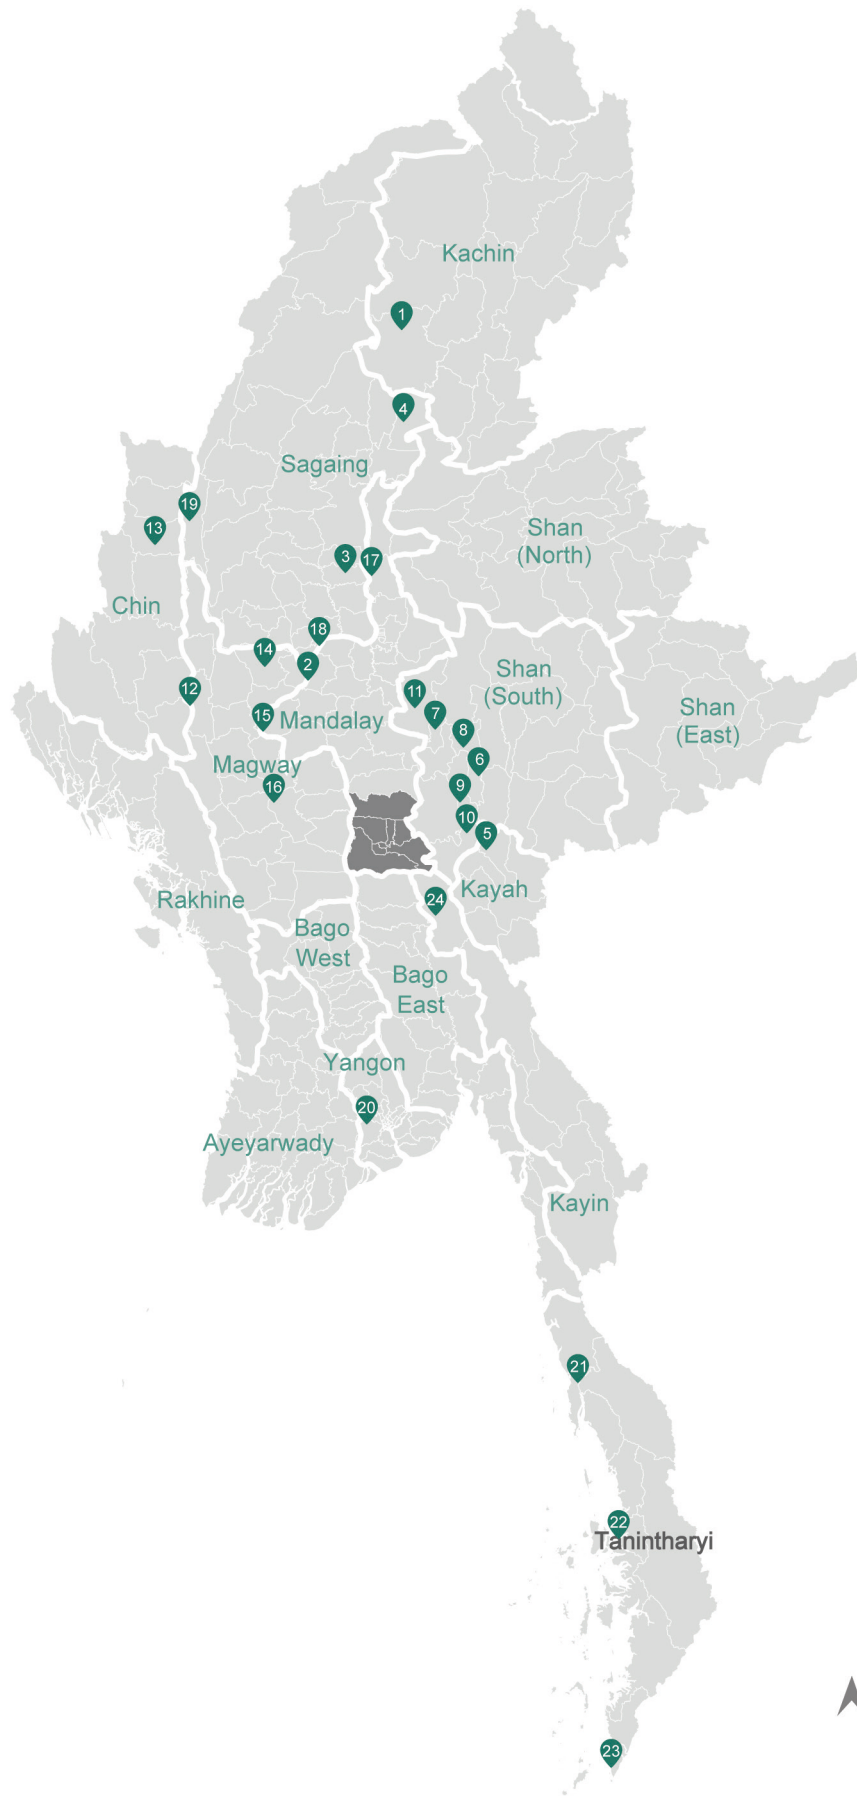 Kachin
1
4
Sagaing
19
13
Shan
(North)
3
17
Chin
18
14
2
Shan
(South)
12
11
7
15
Mandalay
8
Shan
(East)
6
Magway
16
9
10
5
Kayah
Rakhine
24
Bago
West
Bago
East
Yangon
20
Ayeyarwady
Kayin
21
22
Tanintharyi
23